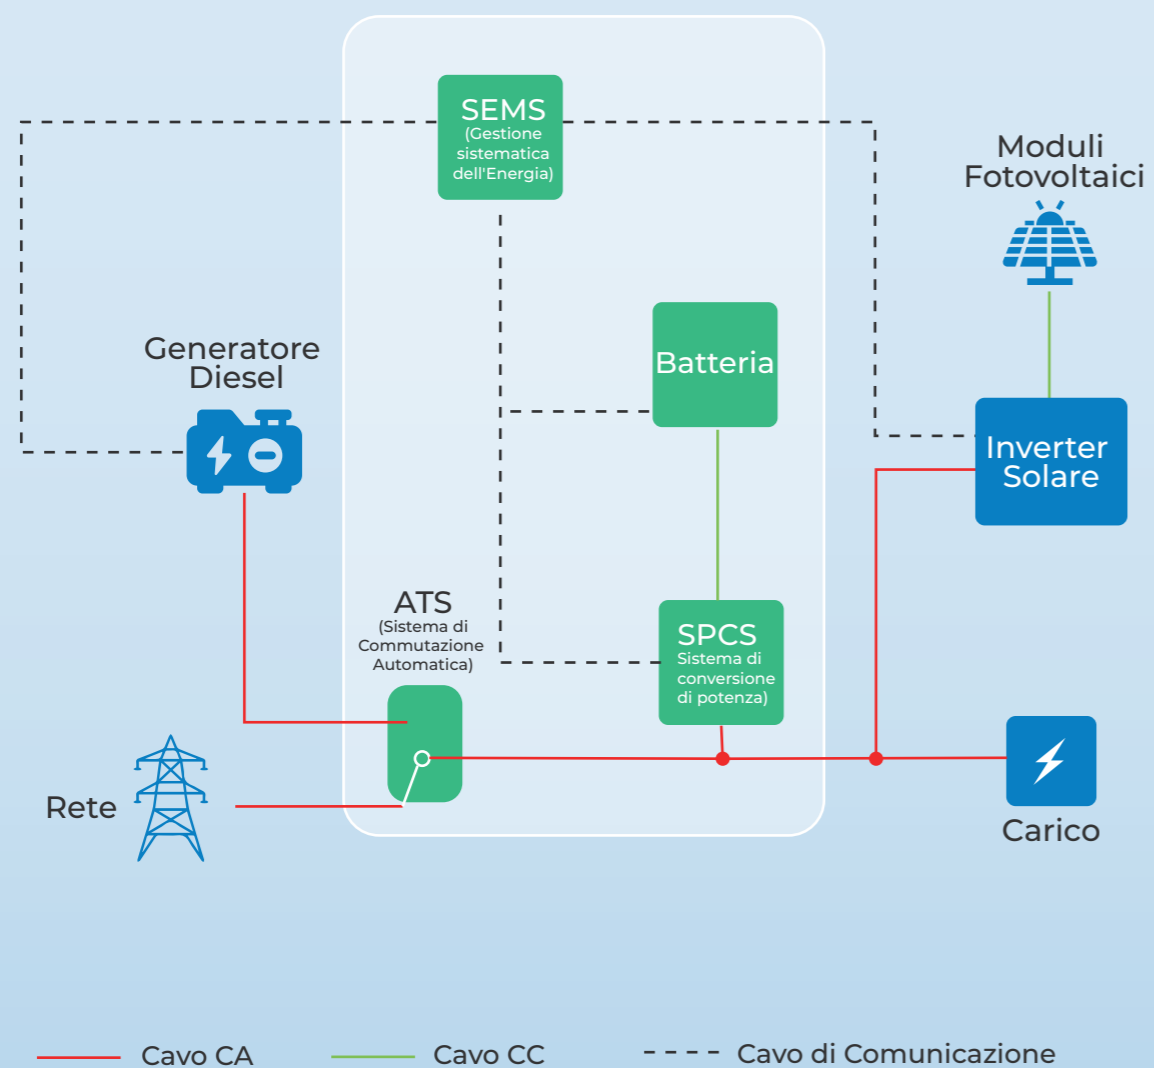 SEMS
(Gestione
sistematica
dell'Energia)
Moduli
Fotovoltaici
Generatore
Diesel
Batteria
Inverter
Solare
ATS
(Sistema di
Commutazione
Automatica)
SPCS
Sistema di
conversione
di potenza)
Rete
Carico
Cavo CA
Cavo CC
Cavo di Comunicazione